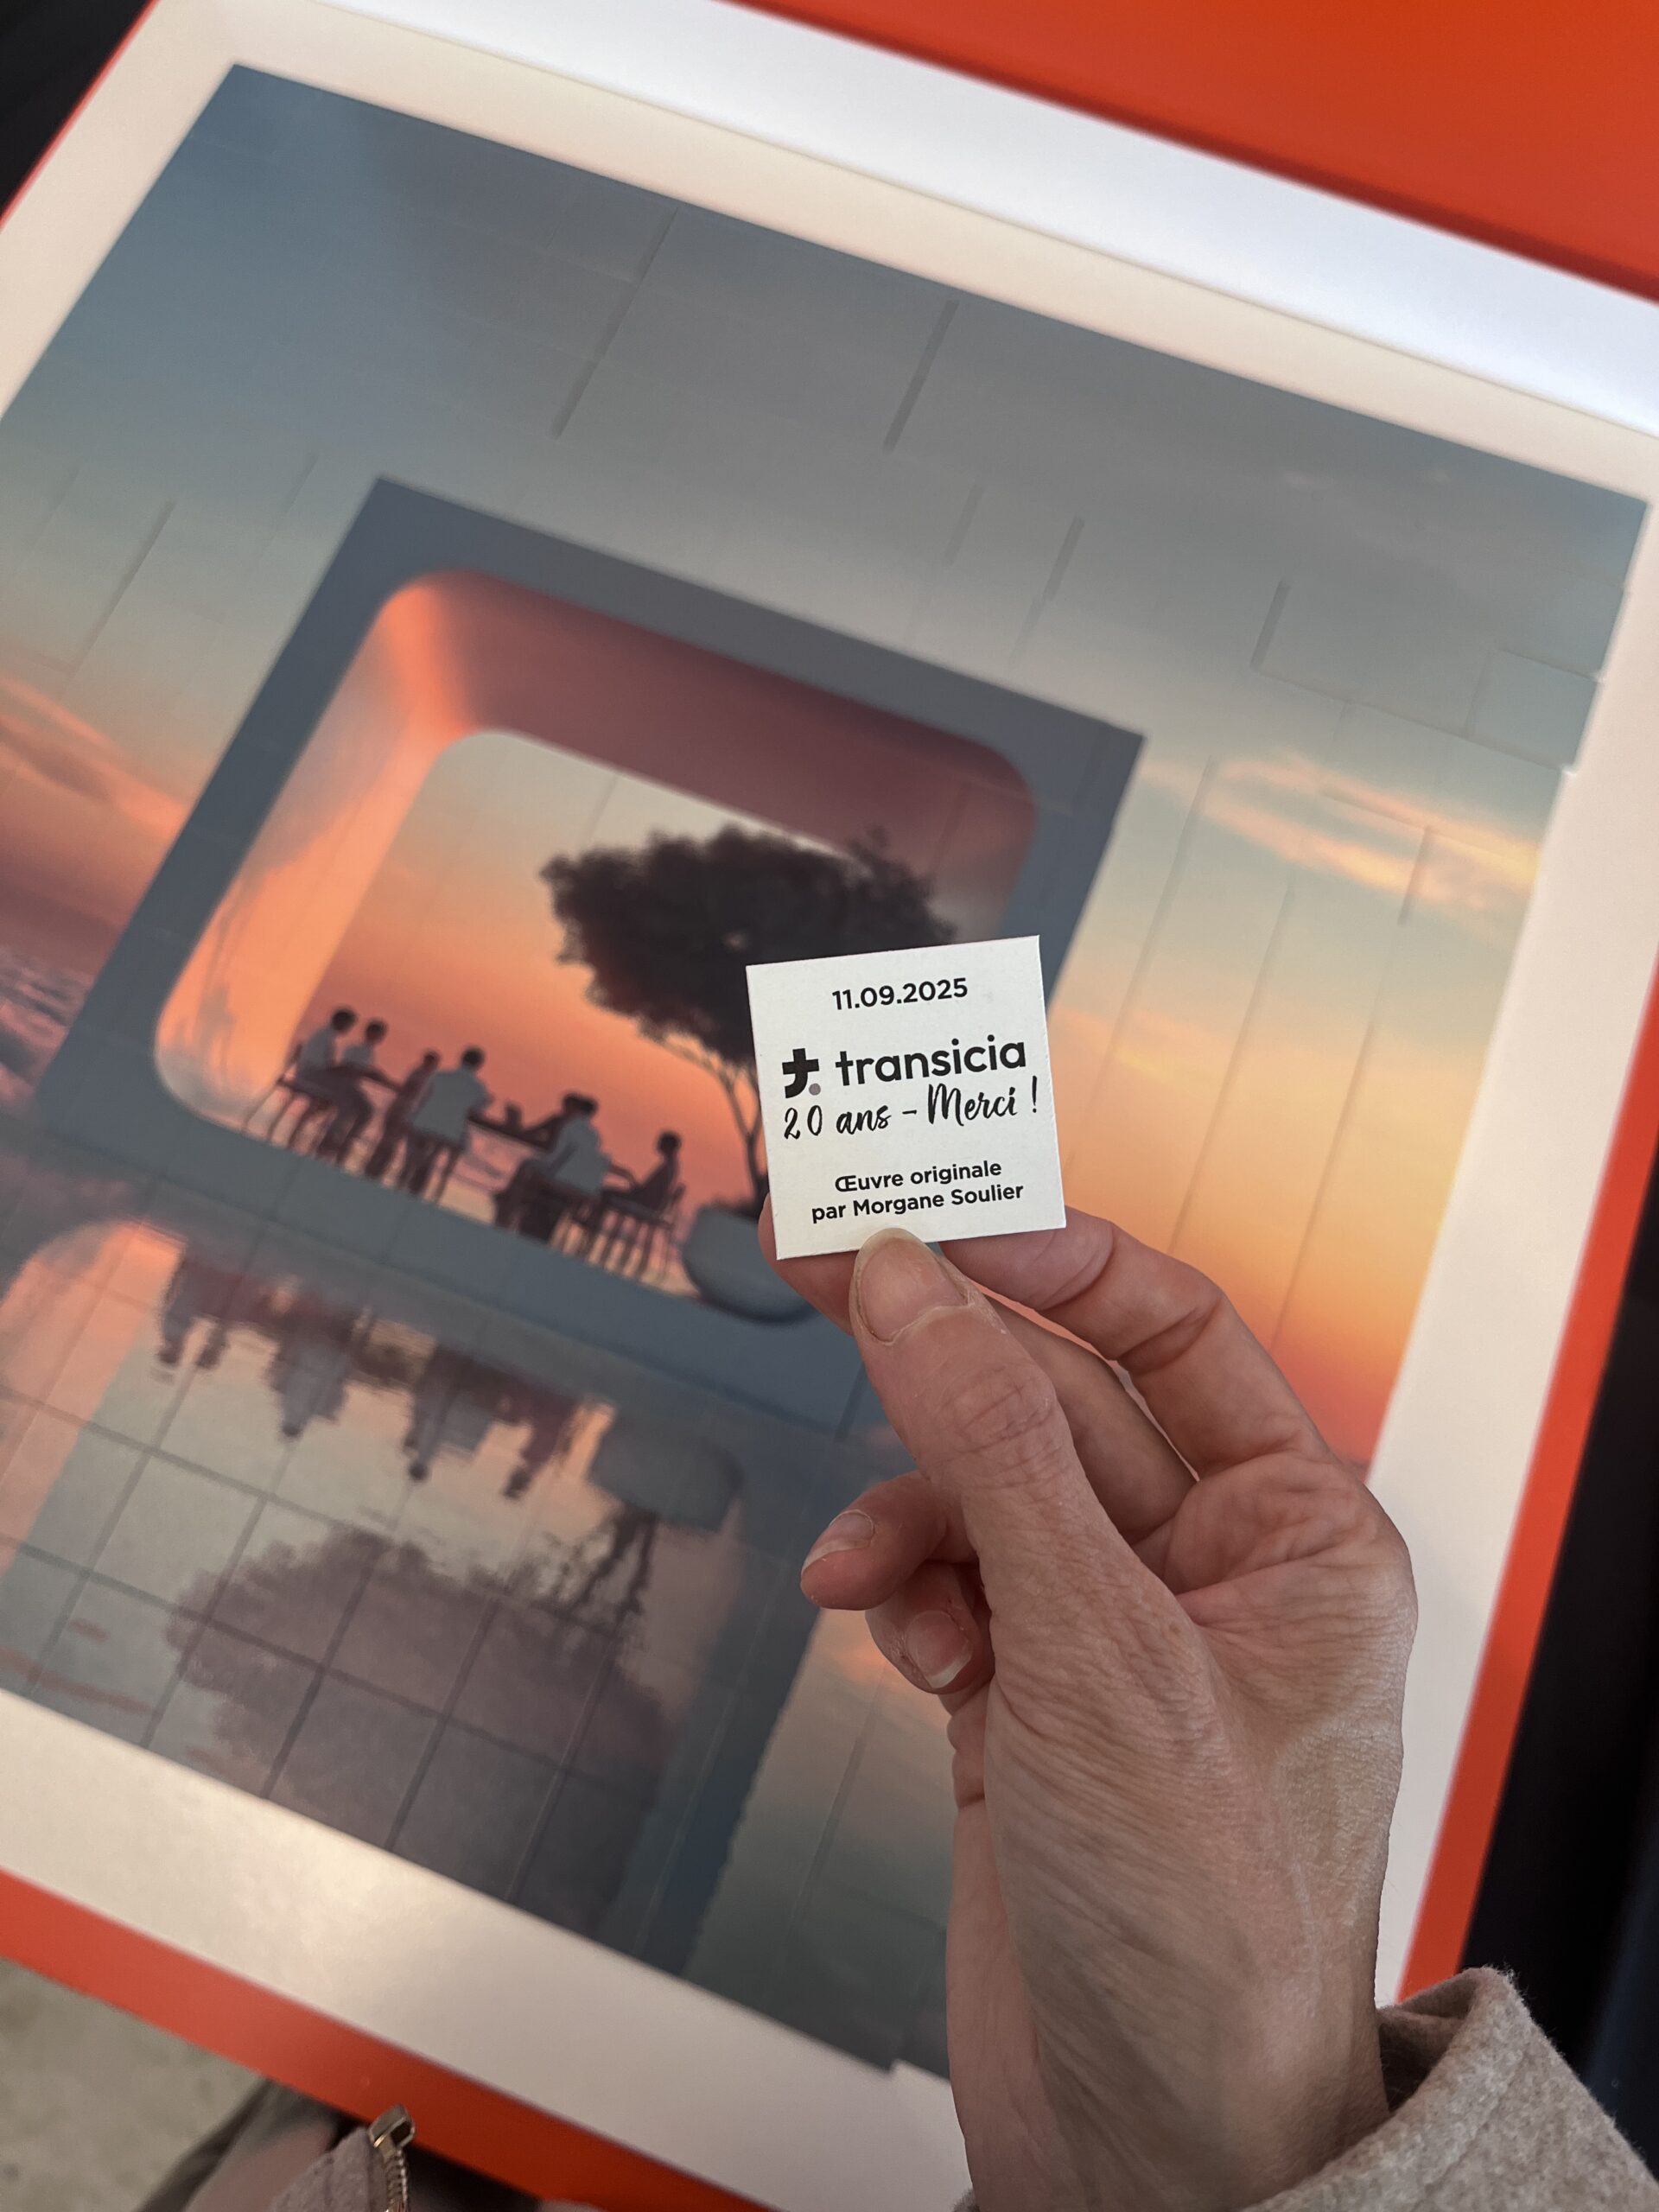 11.09.2025
transicia
20 ans - Merci !
Œuvre originale
par Morgane Soulier